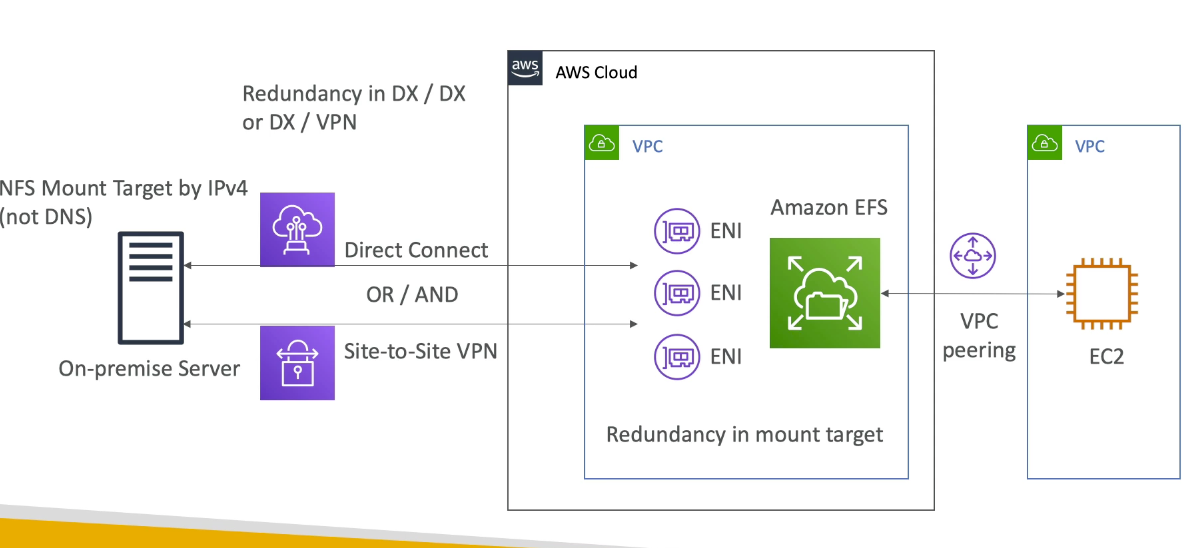 Redundancy in DX / DX
or DX / VPN
NFS Mount Target by IPv4
(not DNS)
On-premise Server
Direct Connect
OR / AND
Site-to-Site VPN
aws
AWS Cloud
VPC
ENI
ENI
ENI
Amazon EFS
Redundancy in mount target
VPC
peering
VPC
EC2